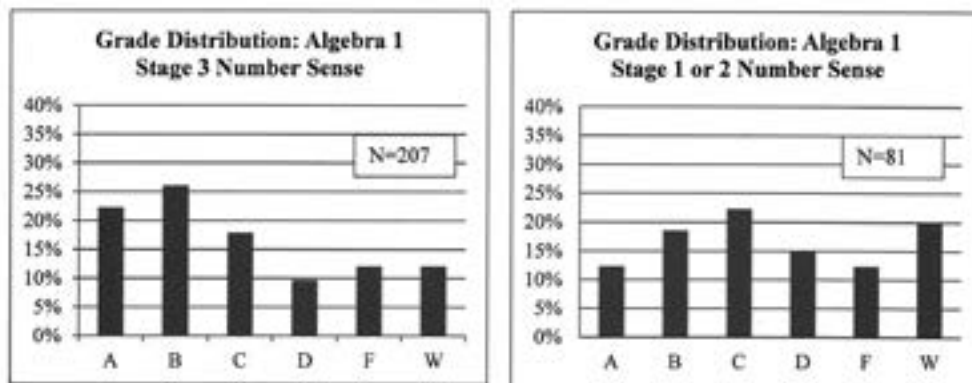 Grade Distribution: Algebra 1
Stage 3 Number Sense
40%
35%
30%
25%
20%
15%
10%
5%
0%
N=207
A B C D F W
Grade Distribution: Algebra 1
Stage 1 or 2 Number Sense
40%
35%
30%
25%
20%
15%
10%
5%
0%
N=81
A B C D F W